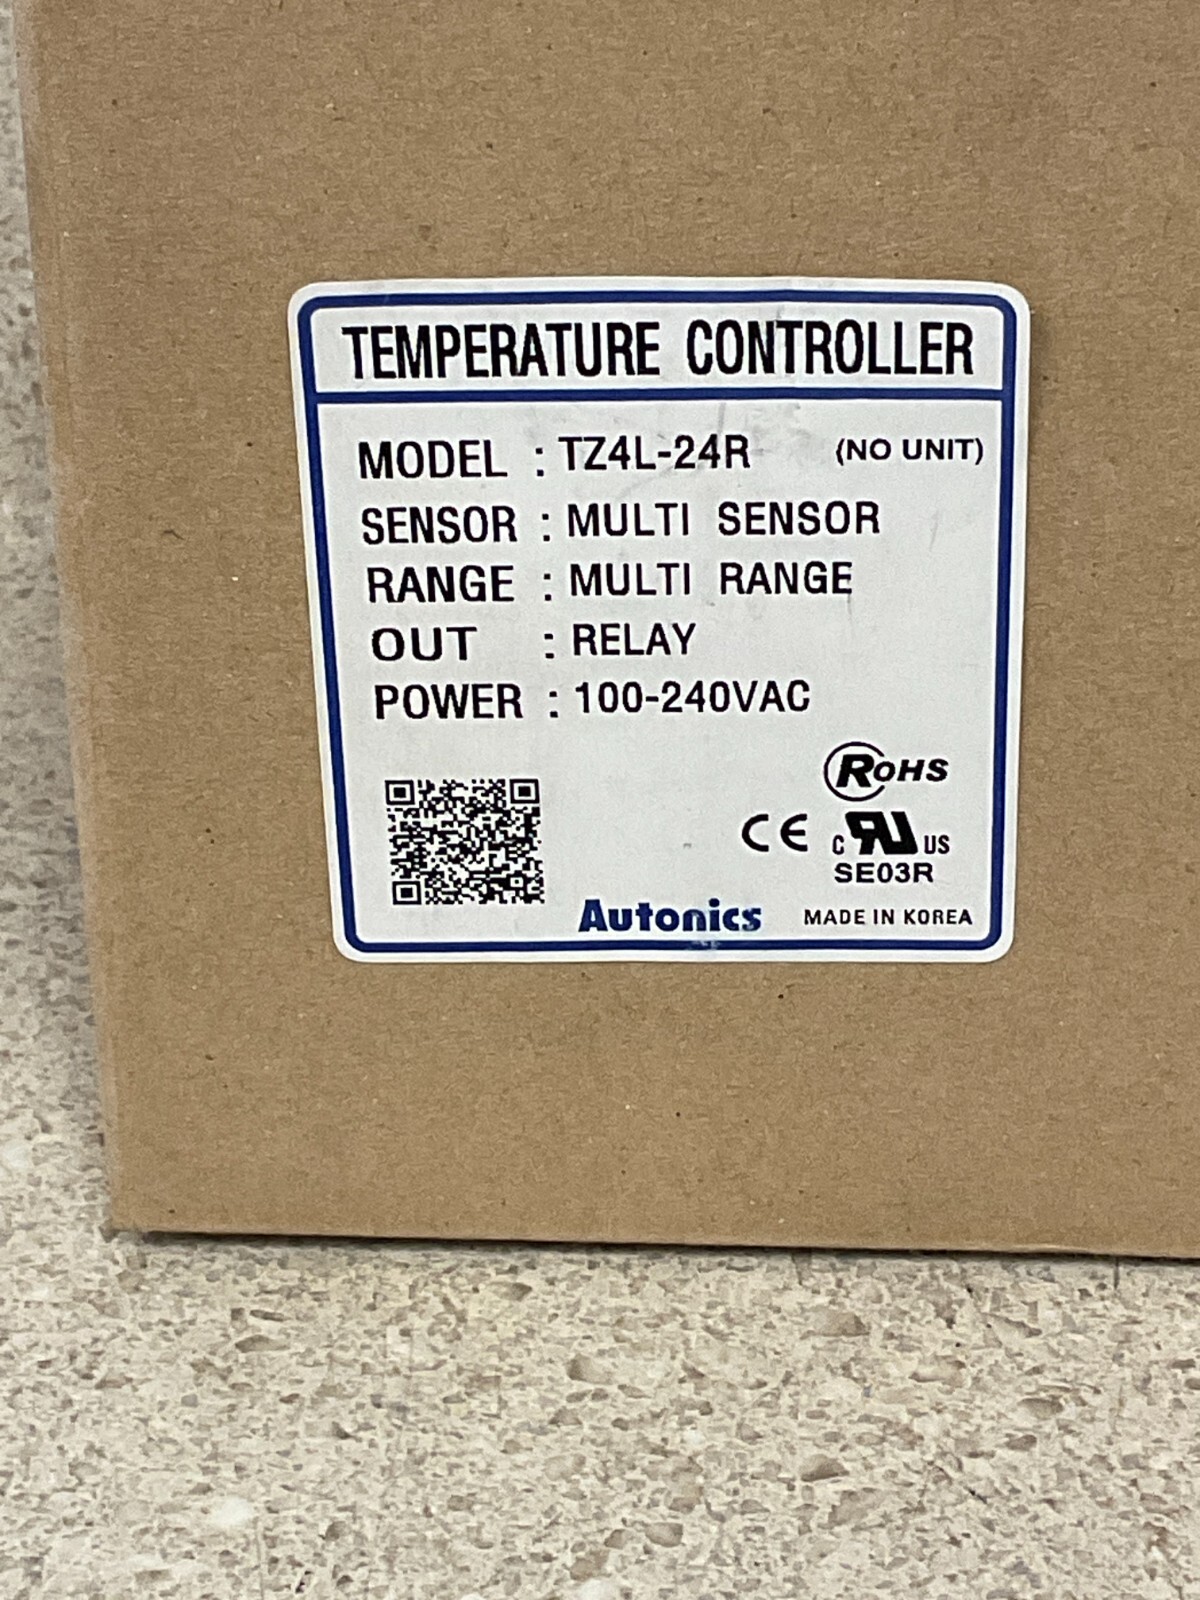 TEMPERATURE CONTROLLER
MODEL : TZ4L-24R (NO UNIT)
SENSOR : MULTI SENSOR
RANGE : MULTI RANGE
OUT : RELAY
POWER : 100-240VAC
RoHS
CE c RU US
SE03R
Autonics MADE IN KOREA